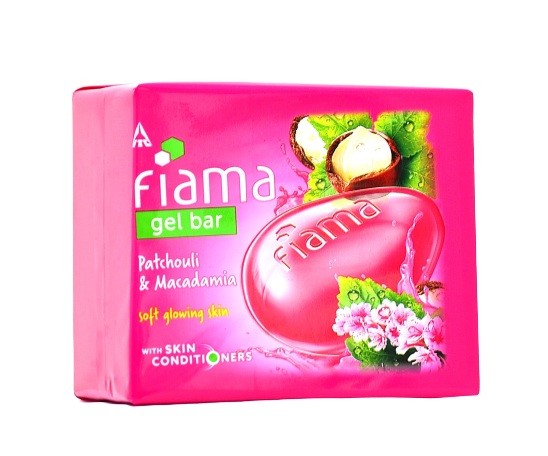 ITC
fiama
gel bar
fiama
Patchouli
& Macadamia
soft glowing skin
WITH SKIN
CONDITIONERS